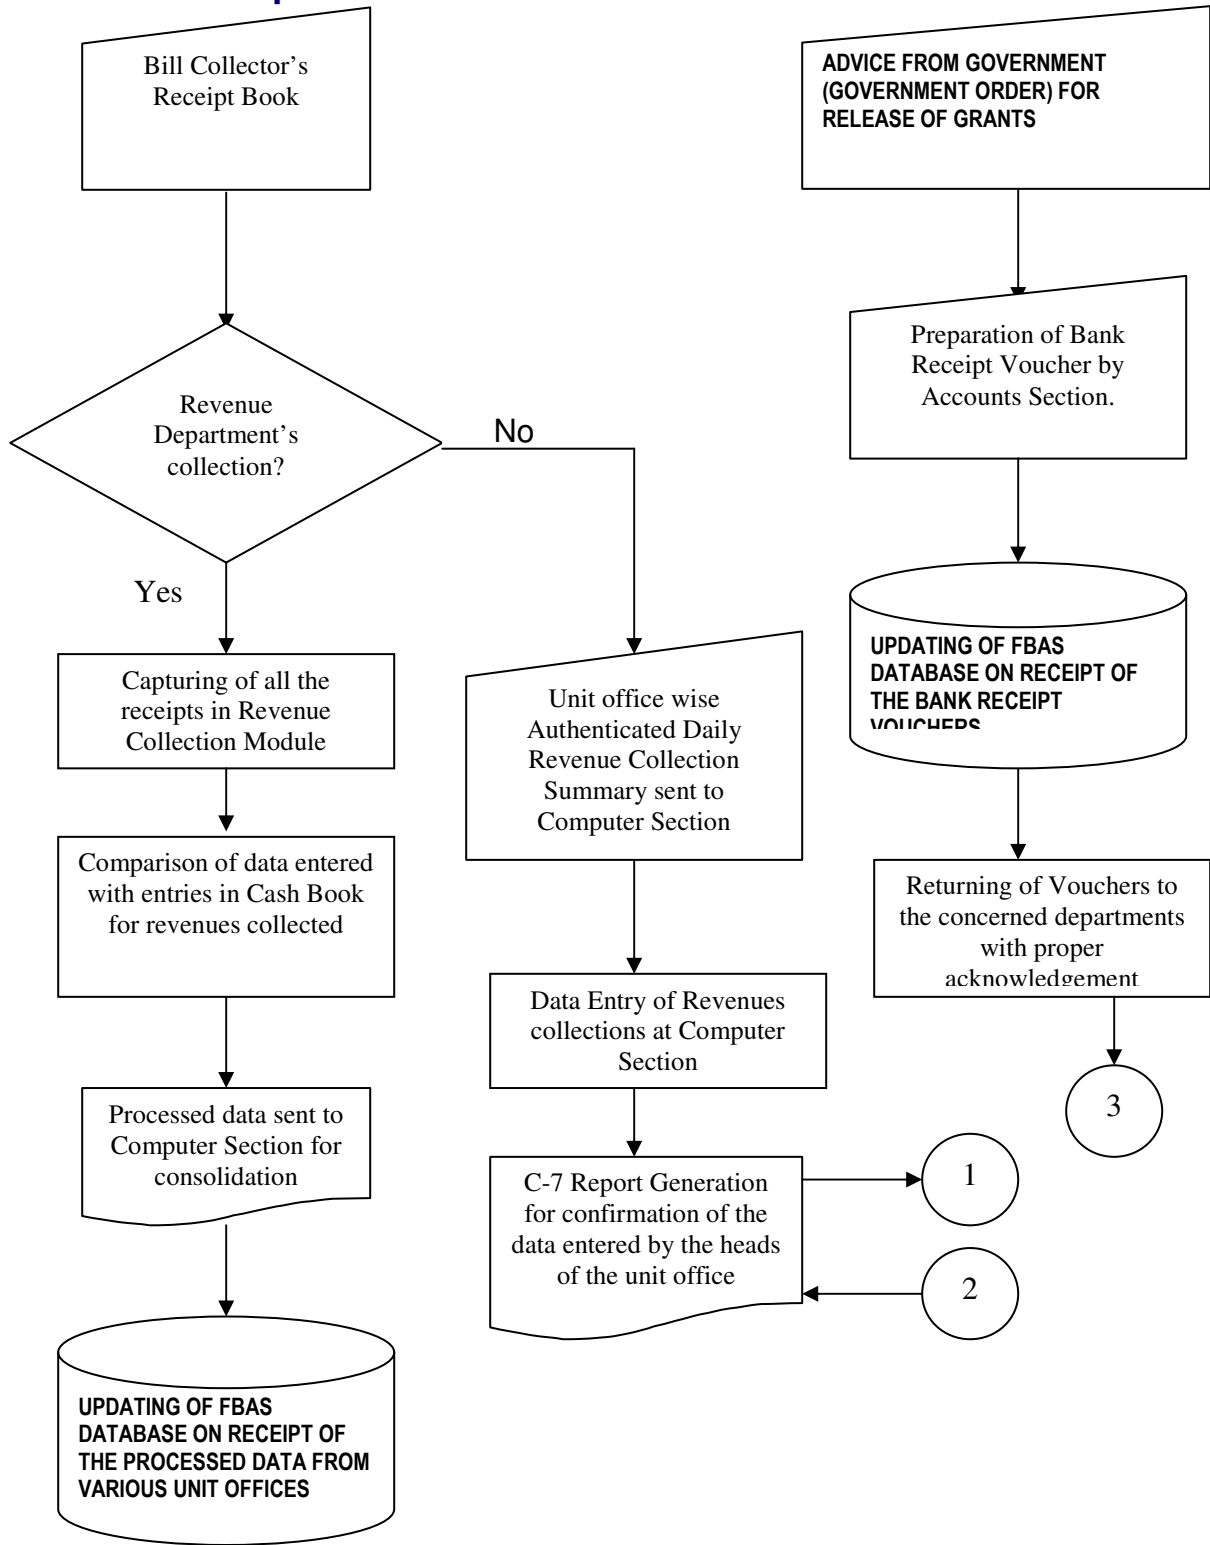 Bill Collector’s
Receipt Book
Revenue
Department’s
collection?
No
Yes
Capturing of all the
receipts in Revenue
Collection Module
Comparison of data entered
with entries in Cash Book
for revenues collected
Processed data sent to
Computer Section for
consolidation
UPDATING OF FBAS
DATABASE ON RECEIPT OF
THE PROCESSED DATA FROM
VARIOUS UNIT OFFICES
Unit office wise
Authenticated Daily
Revenue Collection
Summary sent to
Computer Section
Data Entry of Revenues
collections at Computer
Section
C-7 Report Generation
for confirmation of the
data entered by the heads
of the unit office
1
2
ADVICE FROM GOVERNMENT
(GOVERNMENT ORDER) FOR
RELEASE OF GRANTS
Preparation of Bank
Receipt Voucher by
Accounts Section.
UPDATING OF FBAS
DATABASE ON RECEIPT OF
THE BANK RECEIPT
VOUCHERS
Returning of Vouchers to
the concerned departments
with proper
acknowledgement
3